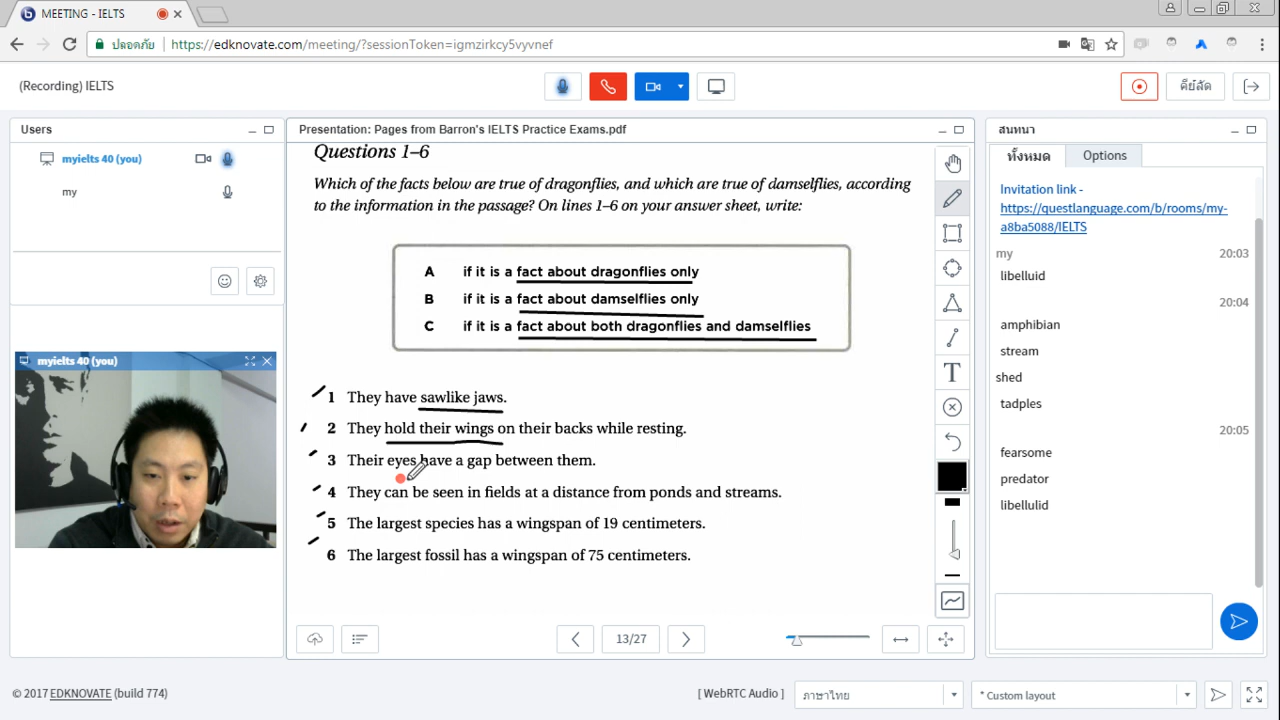 MEETING - IELTS
ปลอดภัย
https://edknovate.com/meeting/?sessionToken=igmzirkcy5vyvnef
(Recording) IELTS
คีย์ลัด
Users
myielts 40 (you)
my
myielts 40 (you)
Presentation: Pages from Barron's IELTS Practice Exams.pdf
Questions 1–6
Which of the facts below are true of dragonflies, and which are true of damselflies, according
to the information in the passage? On lines 1–6 on your answer sheet, write:
A if it is a fact about dragonflies only
B if it is a fact about damselflies only
C if it is a fact about both dragonflies and damselflies
1 They have sawlike jaws.
2 They hold their wings on their backs while resting.
3 Their eyes have a gap between them.
4 They can be seen in fields at a distance from ponds and streams.
5 The largest species has a wingspan of 19 centimeters.
6 The largest fossil has a wingspan of 75 centimeters.
T
13/27
สนทนา
ทั้งหมด
Options
Invitation link -
https://questlanguage.com/b/rooms/my-
a8ba5088/IELTS
my 20:03
libelluid
20:04
amphibian
stream
shed
tadples
20:05
fearsome
predator
libellulid
© 2017 EDKNOVATE (build 774)
[ WebRTC Audio ]
ภาษาไทย
* Custom layout